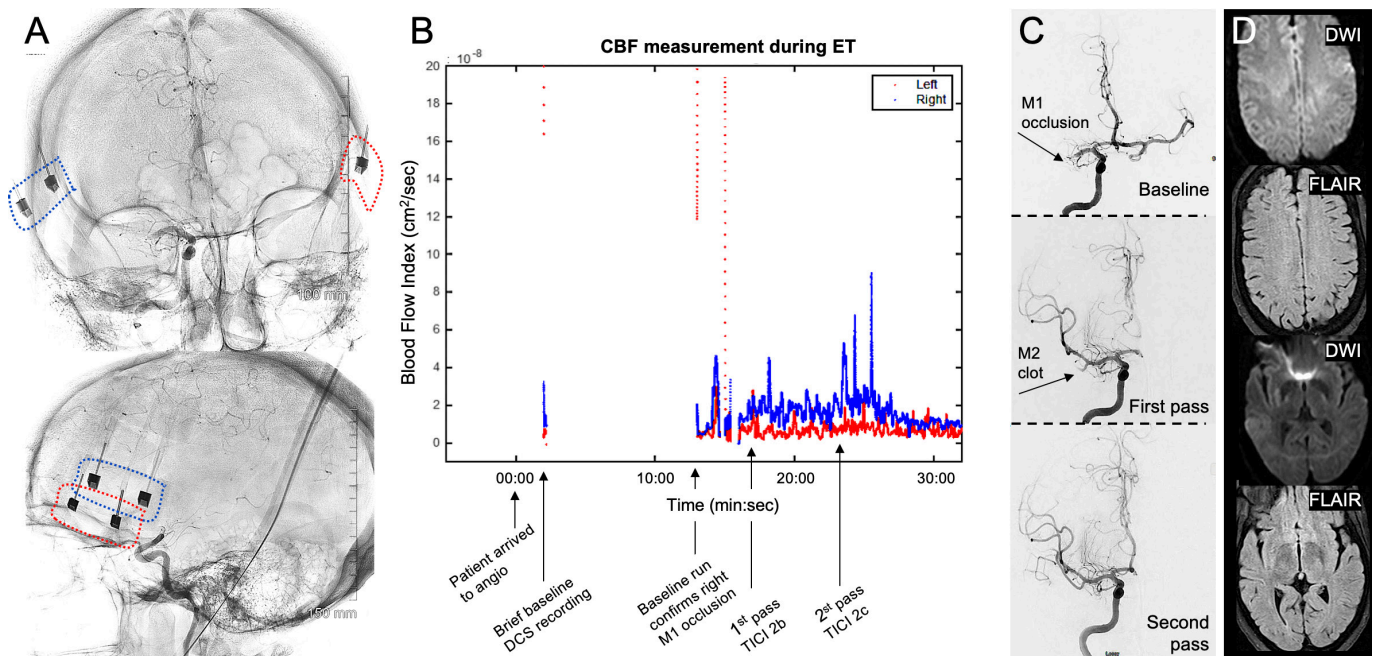 A
100 mm
150 mm
B
CBF measurement during ET
10⁻⁸
Left
Right
20
18
16
14
12
10
8
6
4
2
0
Blood Flow Index (cm²/sec)
00:00
10:00
20:00
30:00
Time (min:sec)
Patient arrived
to angio
Brief baseline
DCS recording
Baseline run
confirms right
M1 occlusion
1st pass
TICI 2b
2st pass
TICI 2c
C
M1
occlusion
Baseline
M2
clot
First pass
Second
pass
D
DWI
FLAIR
DWI
FLAIR